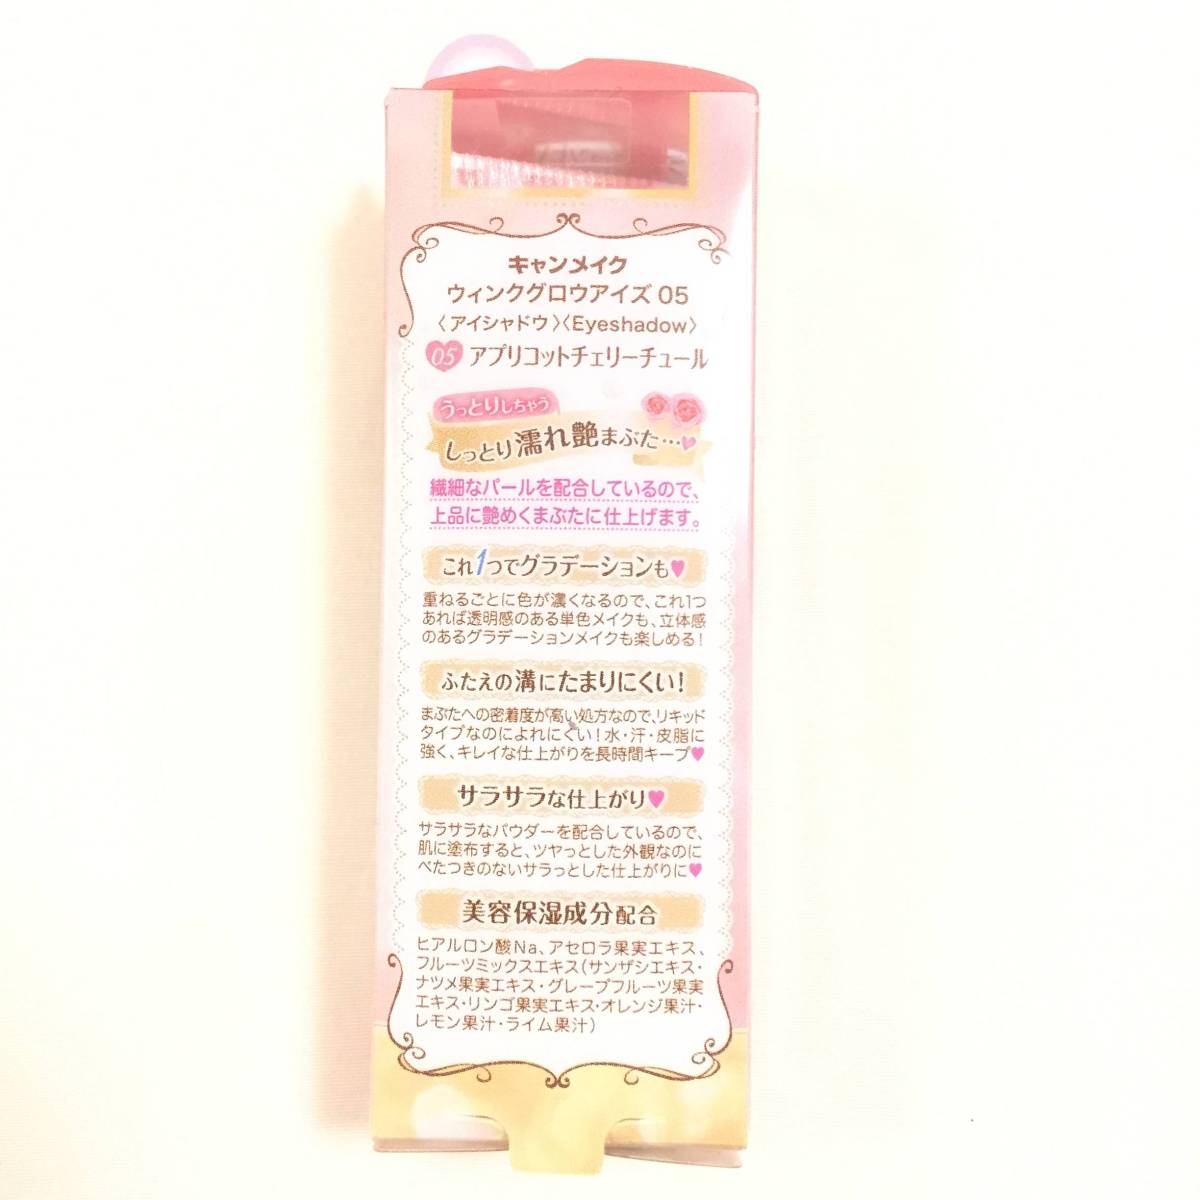 キャンメイク
ウィンクグロウアイズ 05
〈アイシャドウ〉〈Eyeshadow〉
05 アプリコットチェリーチュール
うっとりしちゃう
しっとり濡れ艶まぶた…♥
繊細なパールを配合しているので、
上品に艶めくまぶたに仕上げます。
これ1つでグラデーションも♥
重ねるごとに色が濃くなるので、これ1つ
あれば透明感のある単色メイクも、立体感
のあるグラデーションメイクも楽しめる！
ふたえの溝にたまりにくい！
まぶたへの密着度が高い処方なので、リキッド
タイプなのによれにくい！水・汗・皮脂に
強く、キレイな仕上がりを長時間キープ♥
サラサラな仕上がり♥
サラサラなパウダーを配合しているので、
肌に塗布すると、ツヤっとした外観なのに
べたつきのないサラっとした仕上がりに♥
美容保湿成分配合
ヒアルロン酸Na、アセロラ果実エキス、
フルーツミックスエキス（サンザシエキス・
ナツメ果実エキス・グレープフルーツ果実
エキス・リンゴ果実エキス・オレンジ果汁・
レモン果汁・ライム果汁）